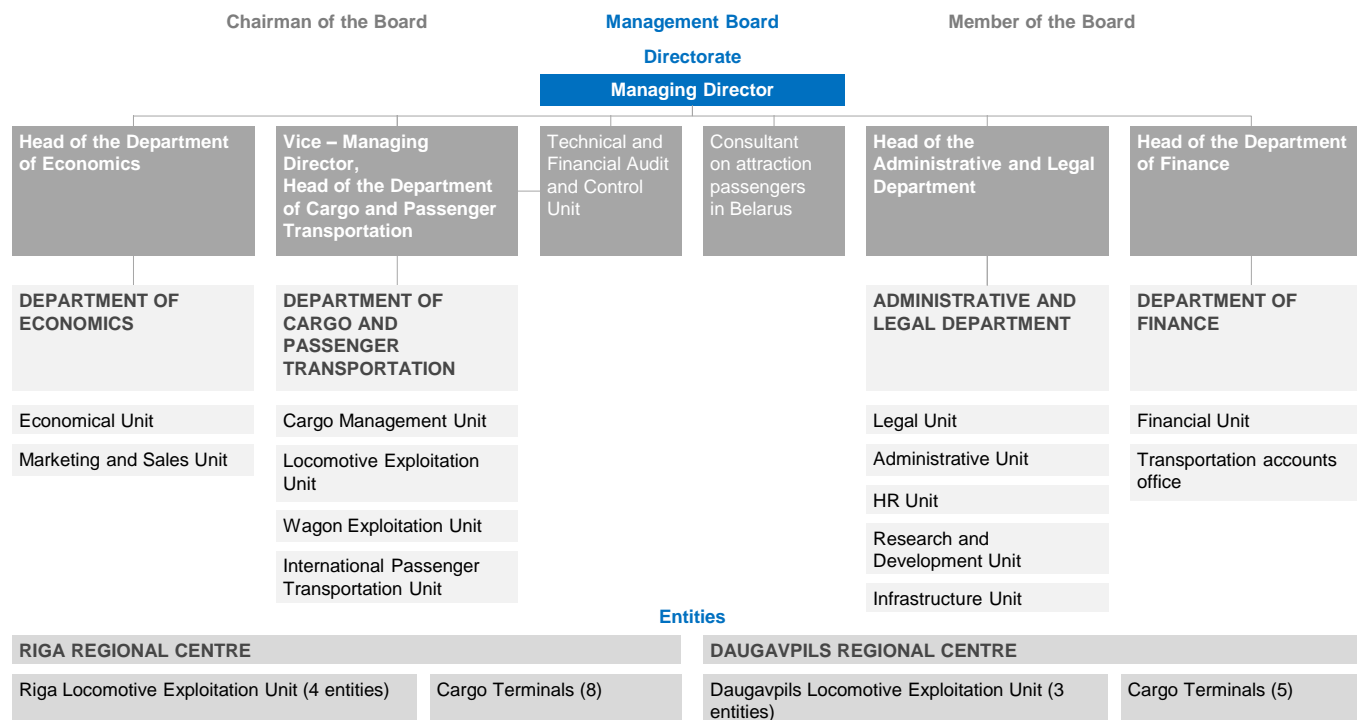 Chairman of the Board
Management Board
Member of the Board
Directorate
Managing Director
Head of the Department
of Economics
Vice – Managing
Director,
Head of the Department
of Cargo and Passenger
Transportation
Technical and
Financial Audit
and Control
Unit
Consultant
on attraction
passengers
in Belarus
Head of the
Administrative and Legal
Department
Head of the Department
of Finance
DEPARTMENT OF
ECONOMICS
DEPARTMENT OF
CARGO AND
PASSENGER
TRANSPORTATION
ADMINISTRATIVE AND
LEGAL DEPARTMENT
DEPARTMENT OF
FINANCE
Economical Unit
Marketing and Sales Unit
Cargo Management Unit
Locomotive Exploitation
Unit
Wagon Exploitation Unit
International Passenger
Transportation Unit
Legal Unit
Administrative Unit
HR Unit
Research and
Development Unit
Infrastructure Unit
Financial Unit
Transportation accounts
office
Entities
RIGA REGIONAL CENTRE
Riga Locomotive Exploitation Unit (4 entities)
Cargo Terminals (8)
DAUGAVPILS REGIONAL CENTRE
Daugavpils Locomotive Exploitation Unit (3
entities)
Cargo Terminals (5)